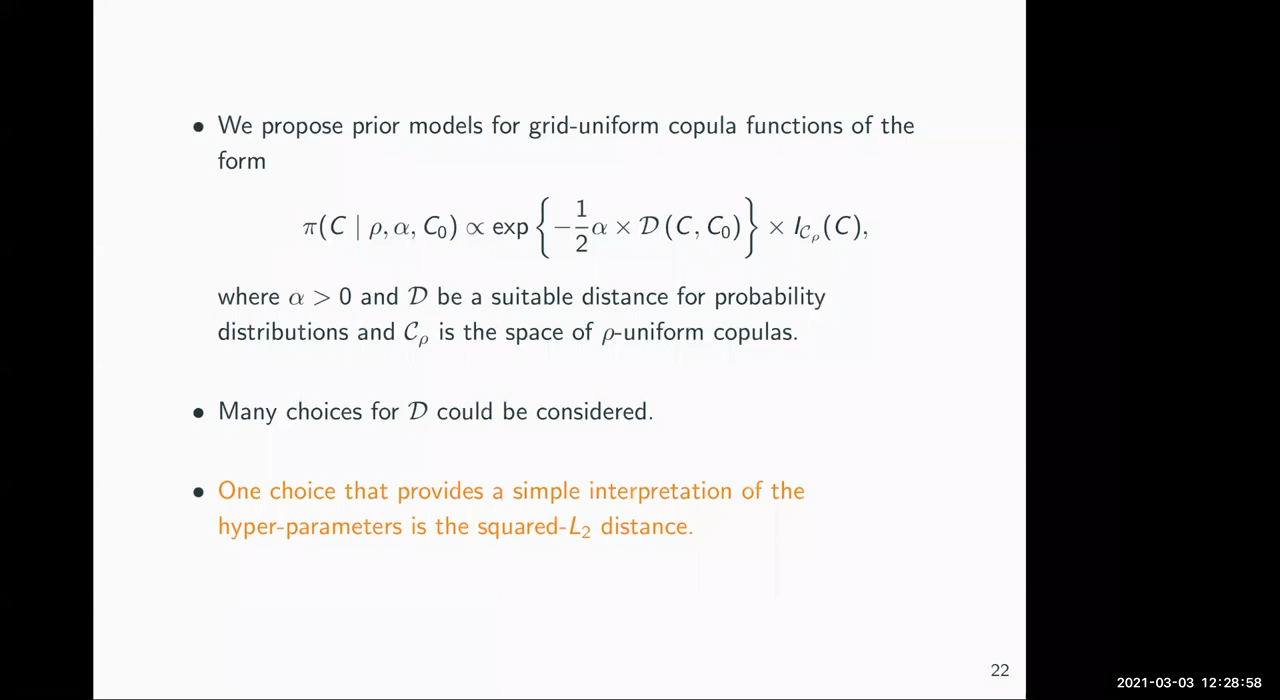 • We propose prior models for grid-uniform copula functions of the
form
π(C | ρ, α, C₀) ∝ exp { −1/2 α × 𝒟 (C, C₀) } × I_{𝒞_ρ}(C),
where α > 0 and 𝒟 be a suitable distance for probability
distributions and 𝒞_ρ is the space of ρ-uniform copulas.
• Many choices for 𝒟 could be considered.
• One choice that provides a simple interpretation of the
hyper-parameters is the squared-L₂ distance.
22
2021-03-03 12:28:58